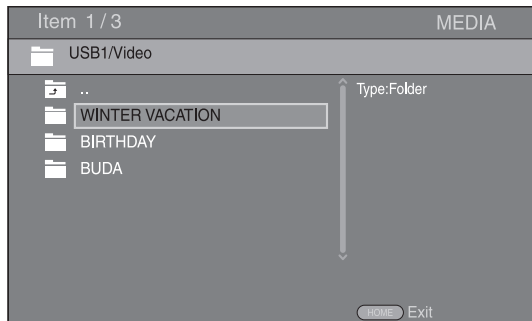 Item 1/3
MEDIA
USB1/Video
..
Type:Folder
WINTER VACATION
BIRTHDAY
BUDA
HOME Exit